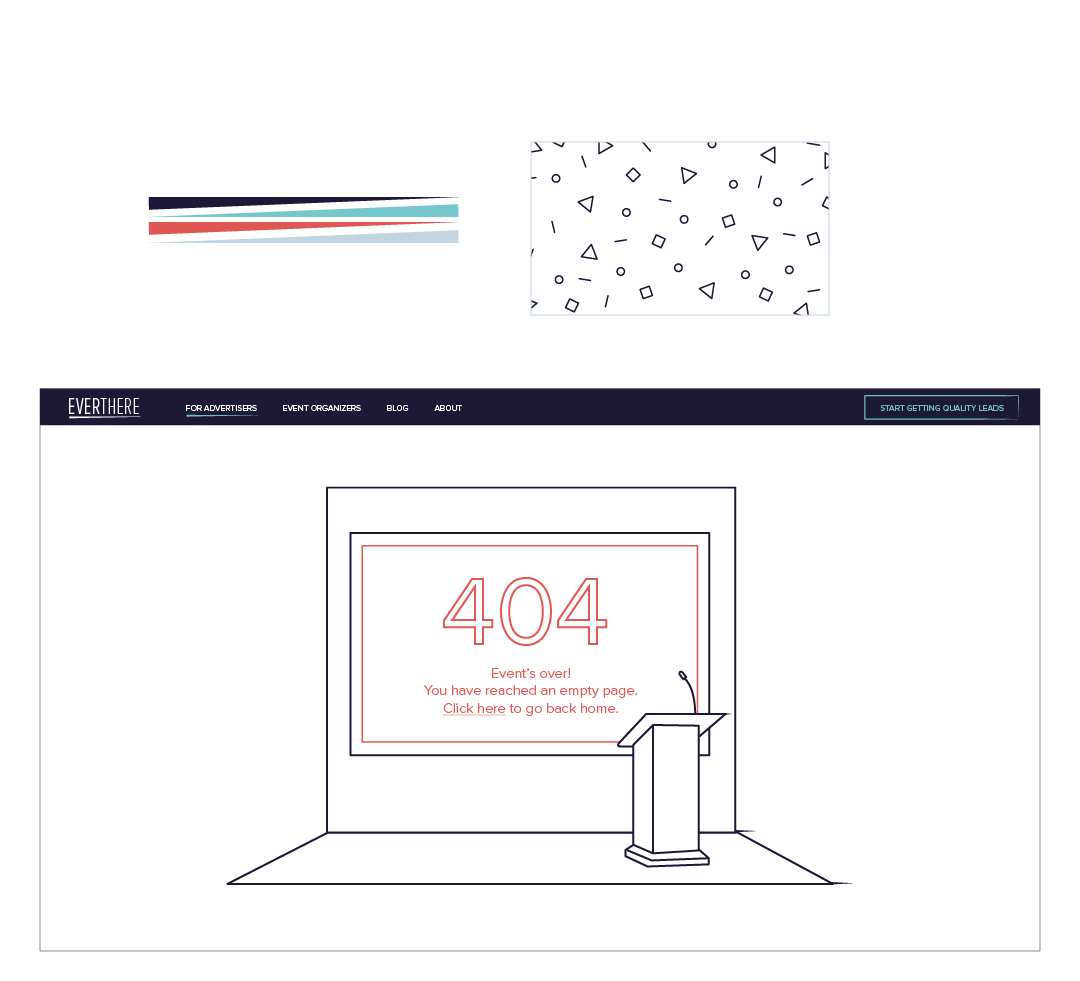 EVERTHERE
FOR ADVERTISERS
EVENT ORGANIZERS
BLOG
ABOUT
START GETTING QUALITY LEADS
404
Event's over!
You have reached an empty page.
Click here to go back home.